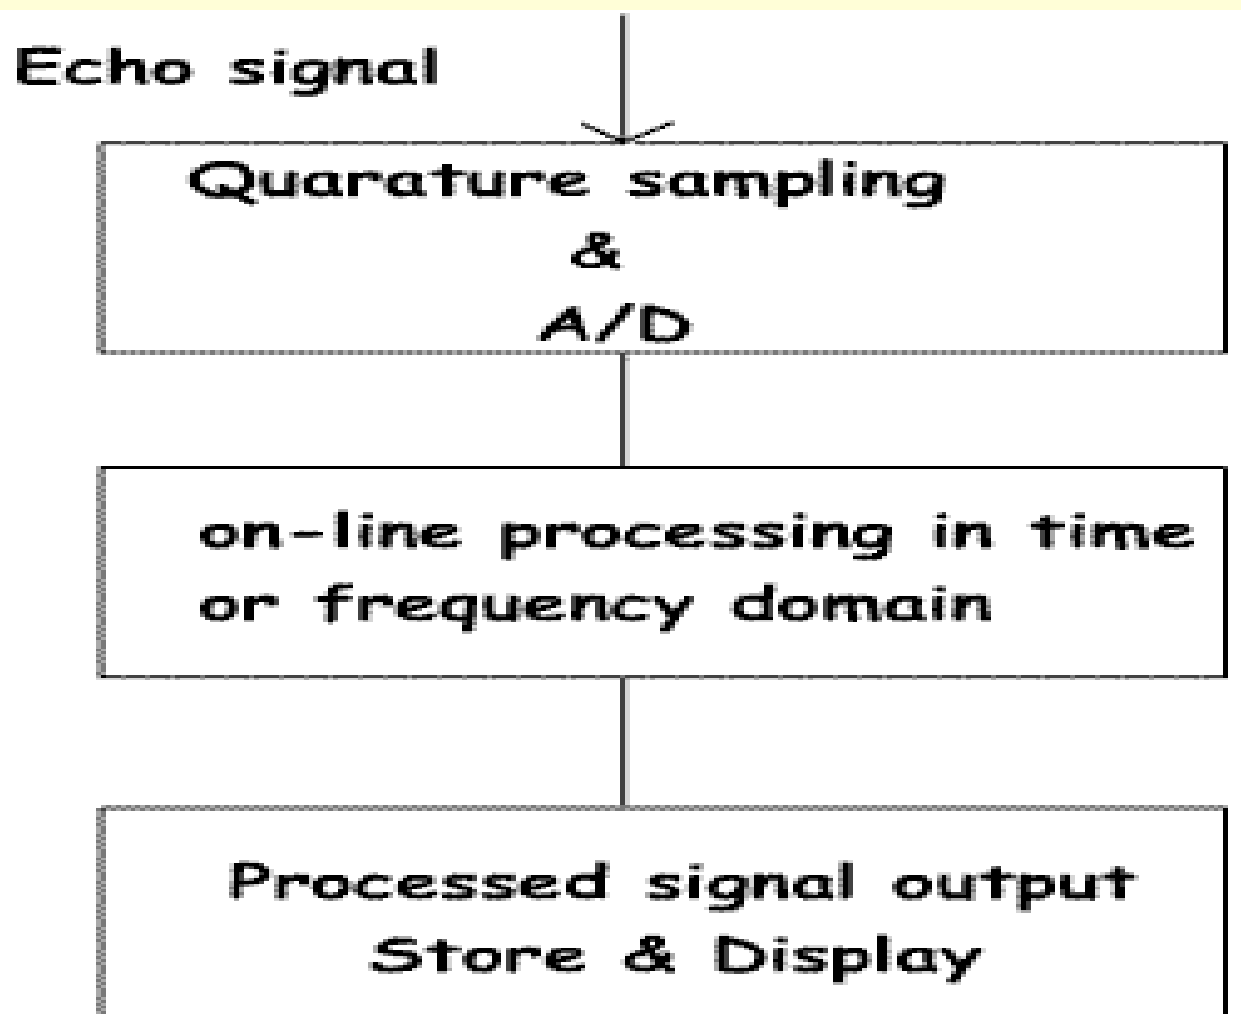 Echo signal
Quarature sampling
&
A/D
on-line processing in time
or frequency domain
Processed signal output
Store & Display